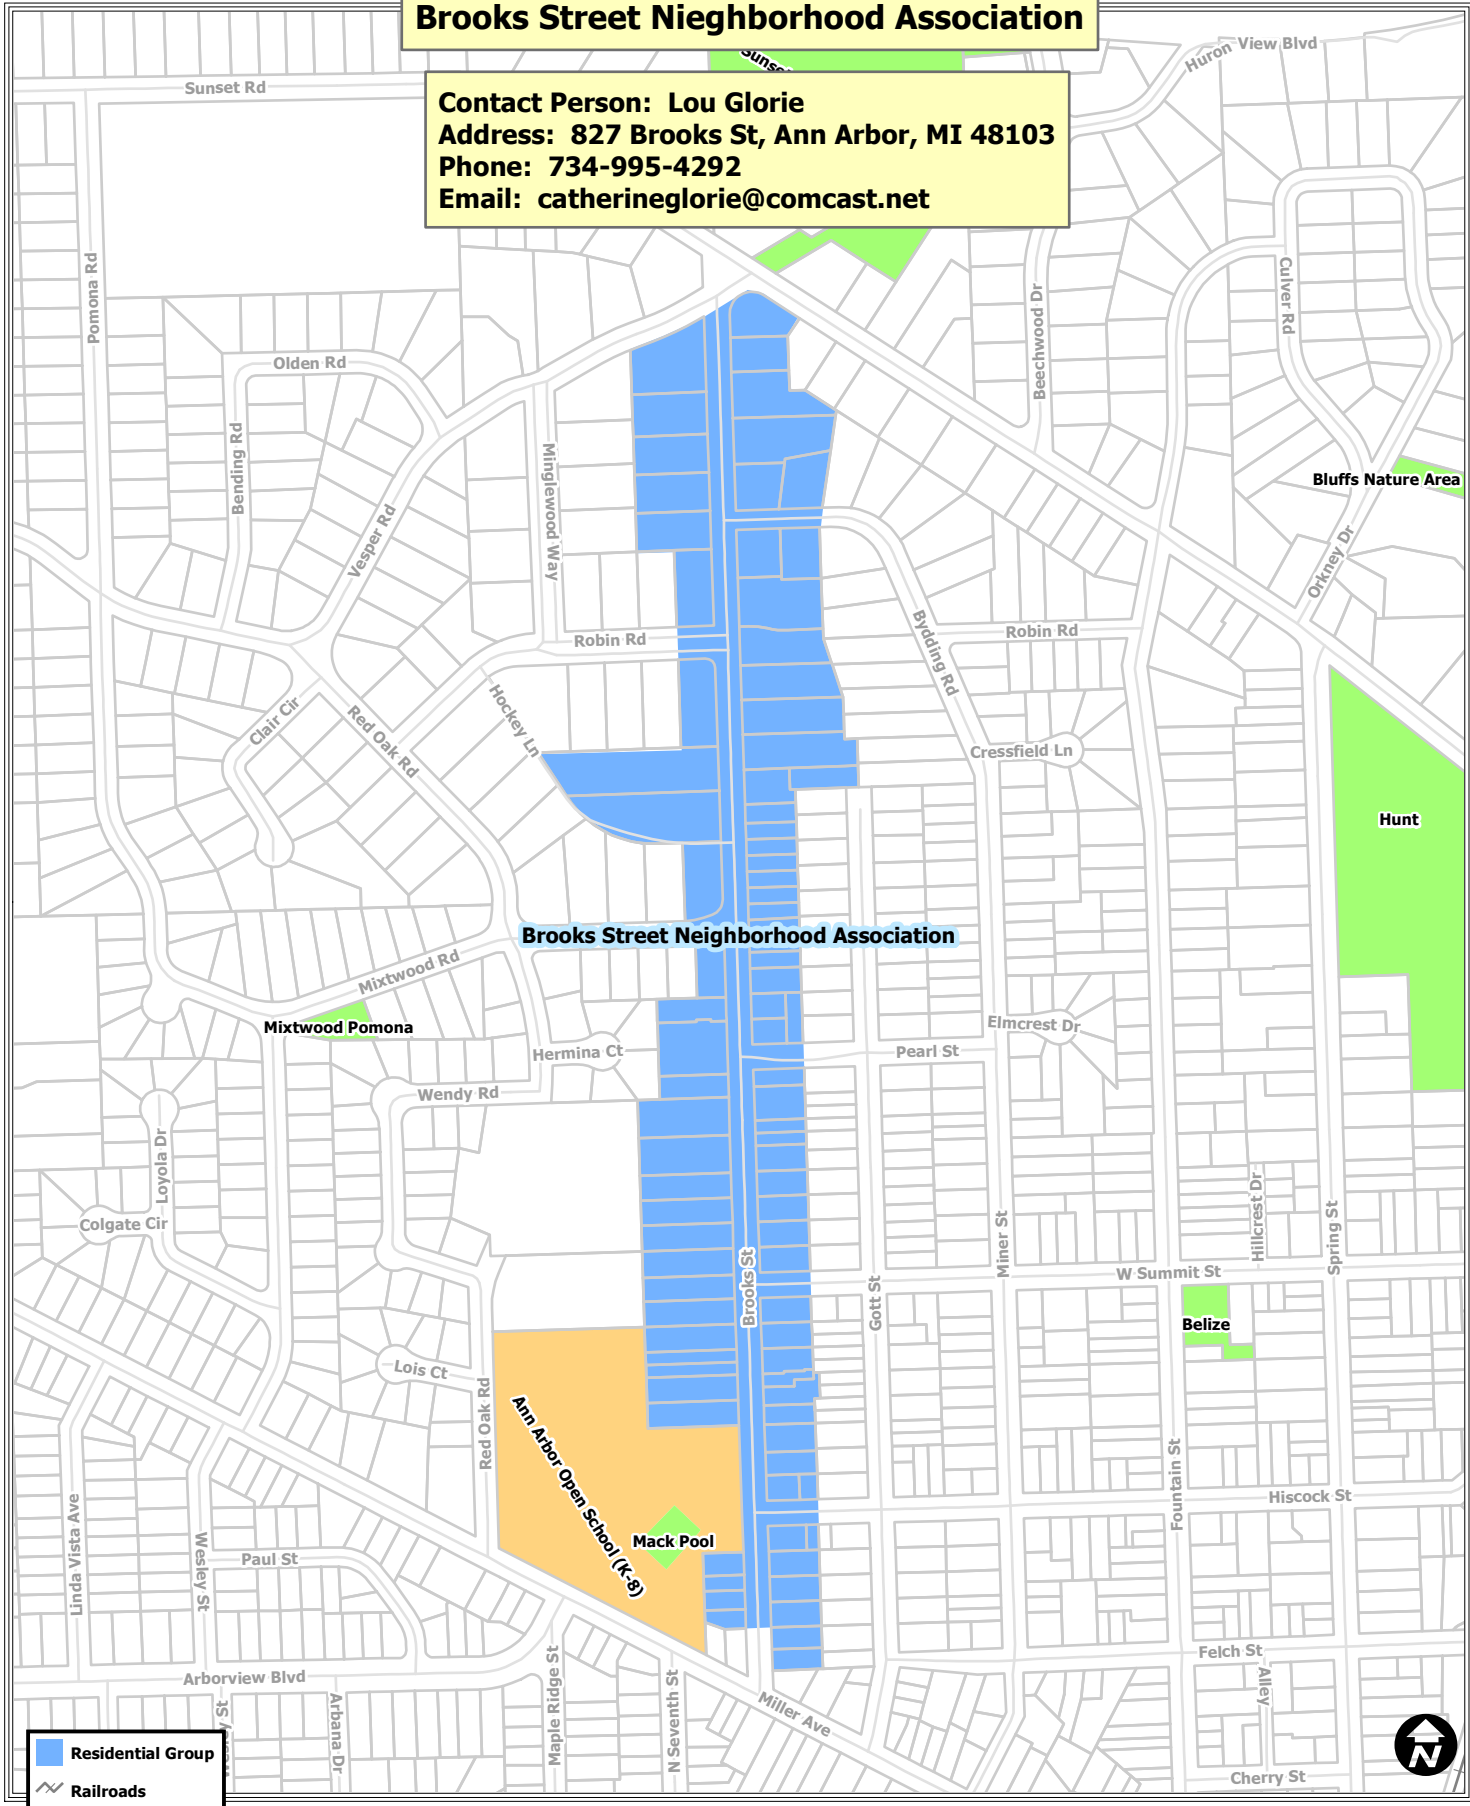 Brooks Street Nieghborhood Association
Sunset
Contact Person: Lou Glorie
Address: 827 Brooks St, Ann Arbor, MI 48103
Phone: 734-995-4292
Email: catherineglorie@comcast.net
Huron View Blvd
Sunset Rd
Pomona Rd
Culver Rd
Beechwood Dr
Olden Rd
Bending Rd
Minglewood Way
Vesper Rd
Bluffs Nature Area
Orkney Dr
Robin Rd
Robin Rd
Bydding Rd
Hockey Ln
Clair Cir
Red Oak Rd
Cressfield Ln
Hunt
Brooks Street Neighborhood Association
Mixtwood Rd
Mixtwood Pomona
Elmcrest Dr
Hermina Ct
Pearl St
Wendy Rd
Loyola Dr
Colgate Cir
Hillcrest Dr
Spring St
Miner St
W Summit St
Brooks St
Gott St
Belize
Lois Ct
Red Oak Rd
Ann Arbor Open School (K-8)
Fountain St
Hiscock St
Linda Vista Ave
Wesley St
Paul St
Mack Pool
Felch St
Arborview Blvd
Maple Ridge St
N Seventh St
Alley
Arbana Dr
Miller Ave
Residential Group
Railroads
Cherry St
N